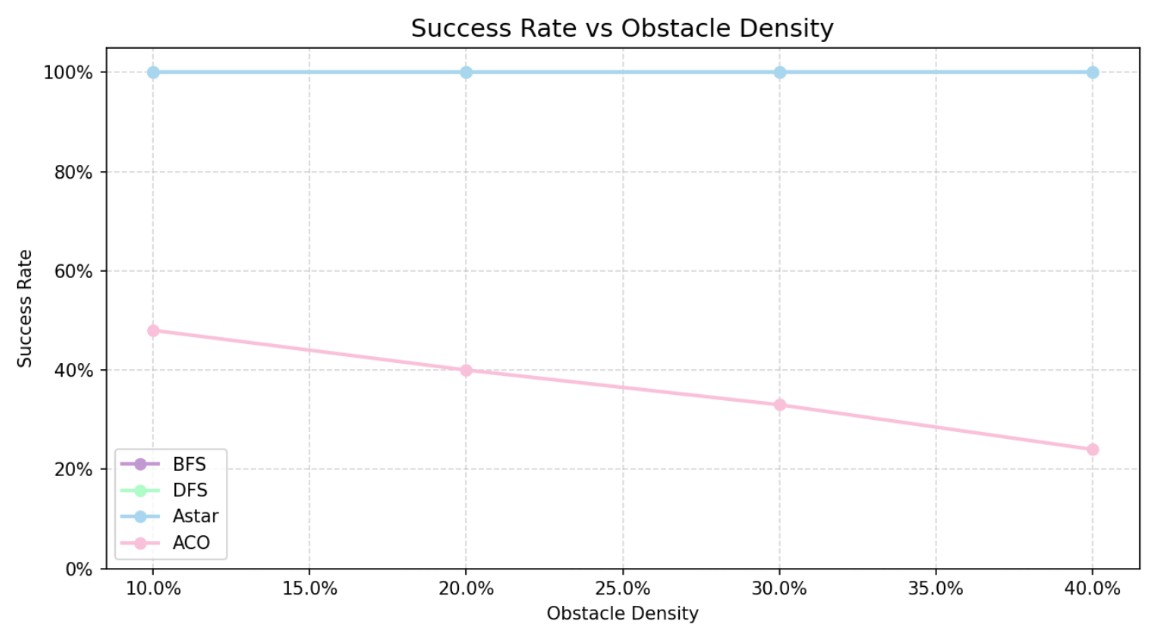 Success Rate vs Obstacle Density
100%
80%
60%
40%
20%
0%
Success Rate
BFS
DFS
Astar
ACO
10.0% 15.0% 20.0% 25.0% 30.0% 35.0% 40.0%
Obstacle Density